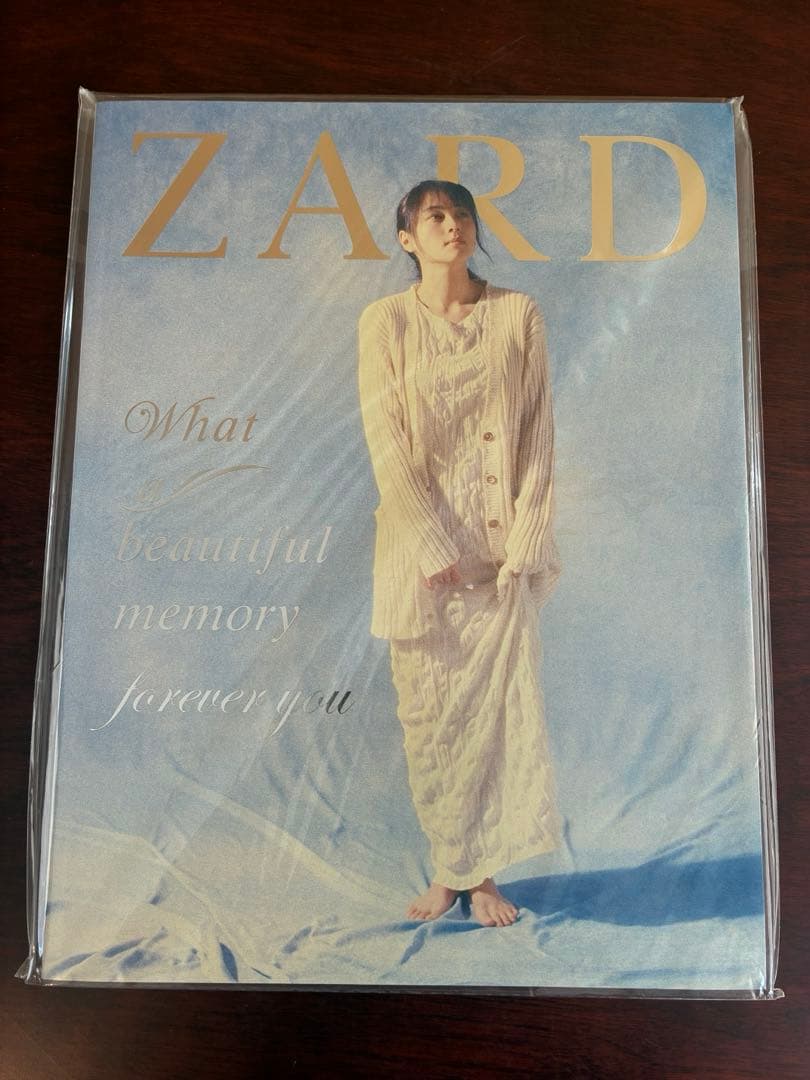 ZARD
What
a
beautiful
memory
forever you